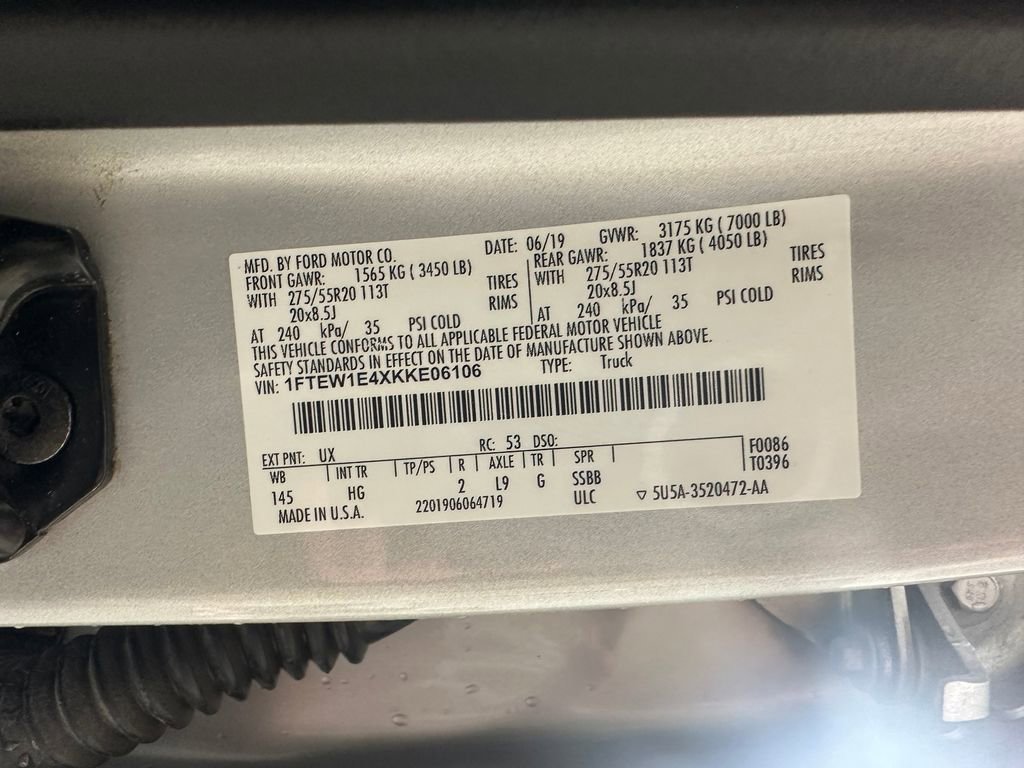 MFD. BY FORD MOTOR CO. DATE: 06/19 GVWR: 3175 KG ( 7000 LB)
FRONT GAWR: 1565 KG ( 3450 LB) REAR GAWR: 1837 KG ( 4050 LB)
WITH 275/55R20 113T TIRES WITH 275/55R20 113T TIRES
20x8.5J RIMS 20x8.5J RIMS
AT 240 kPa/ 35 PSI COLD AT 240 kPa/ 35 PSI COLD
THIS VEHICLE CONFORMS TO ALL APPLICABLE FEDERAL MOTOR VEHICLE
SAFETY STANDARDS IN EFFECT ON THE DATE OF MANUFACTURE SHOWN ABOVE.
VIN: 1FTEW1E4XKKE06106 TYPE: Truck
EXT PNT: UX RC: 53 DSO: F0086
WB INT TR TP/PS R AXLE TR SPR T0396
145 HG 2 L9 G SSBB
MADE IN U.S.A. 2201906064719 ULC ▽ 5U5A-3520472-AA